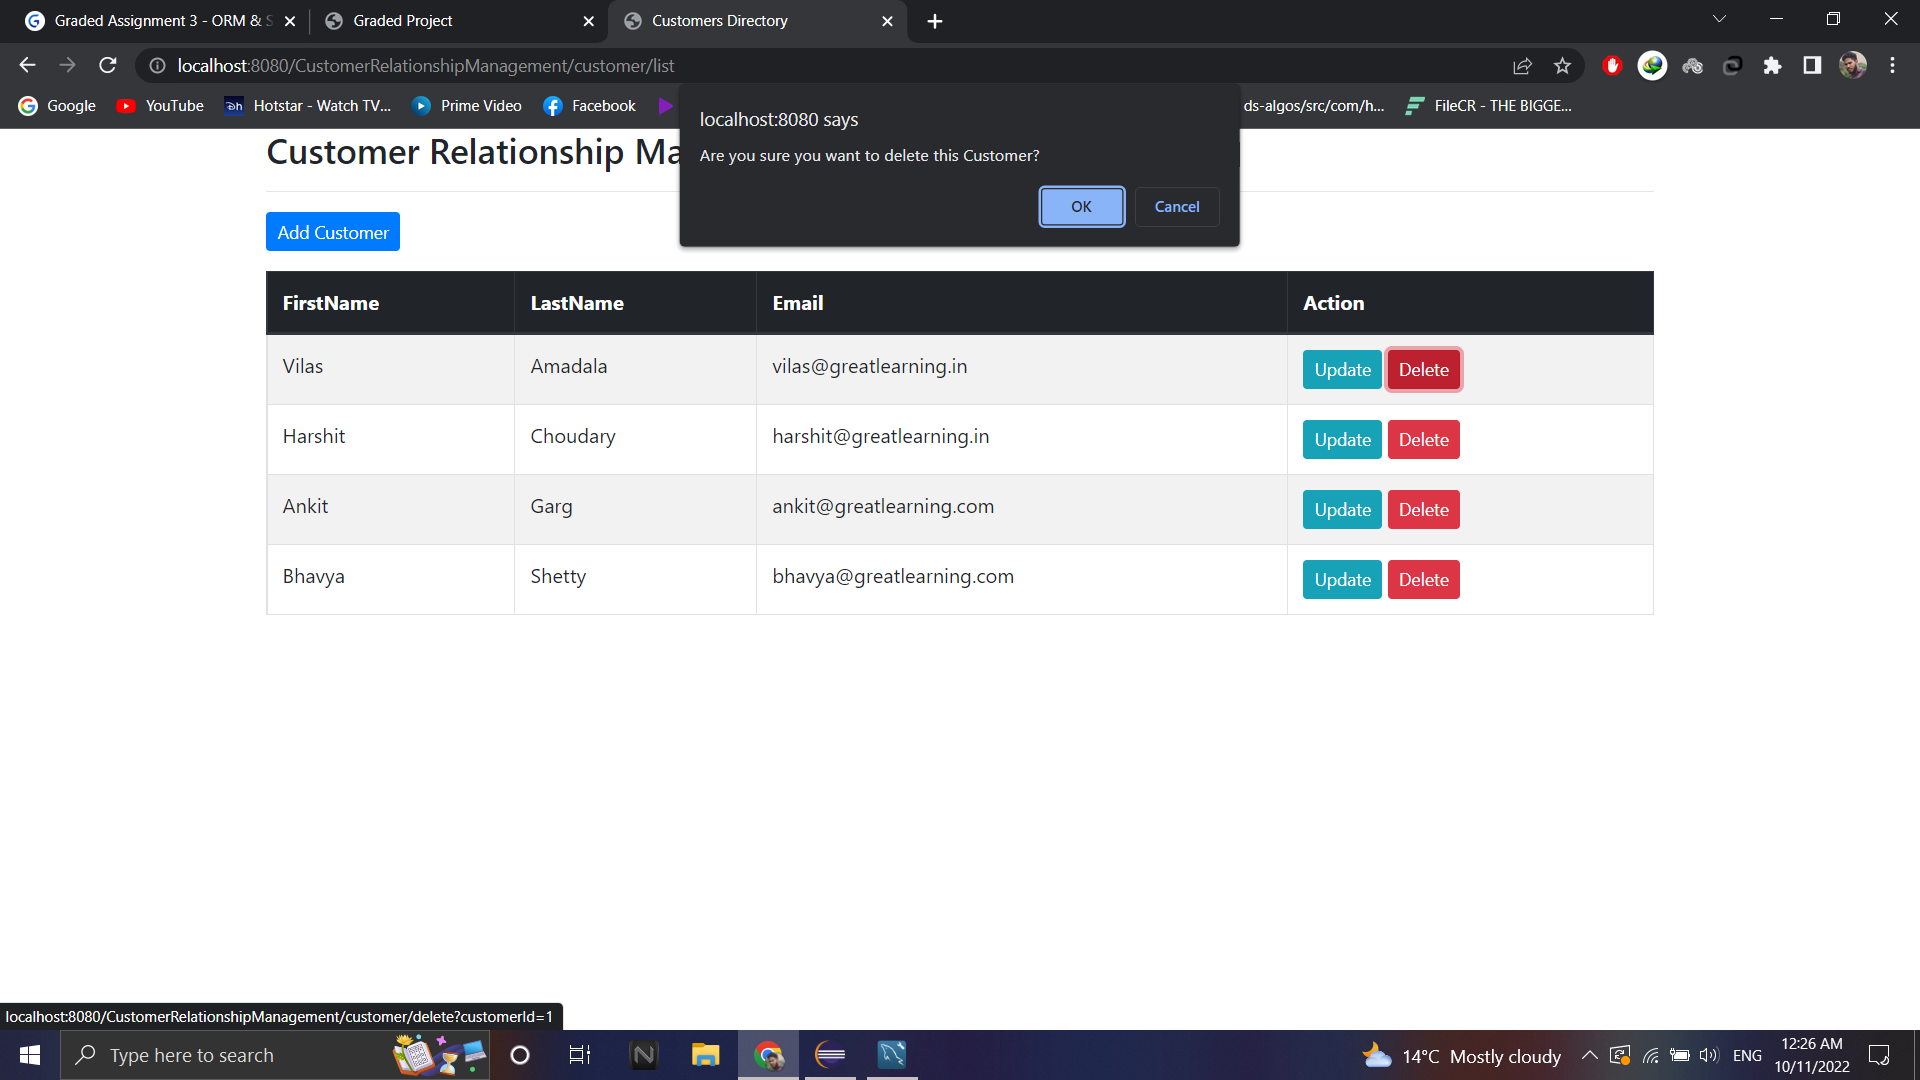 Graded Assignment 3 - ORM & S
Graded Project
Customers Directory
localhost:8080/CustomerRelationshipManagement/customer/list
Google
YouTube
Hotstar - Watch TV...
Prime Video
Facebook
ds-algos/src/com/h...
FileCR - THE BIGGE...
localhost:8080 says
Are you sure you want to delete this Customer?
OK
Cancel
Customer Relationship Ma
Add Customer
FirstName LastName Email Action
Vilas Amadala vilas@greatlearning.in Update Delete
Harshit Choudary harshit@greatlearning.in Update Delete
Ankit Garg ankit@greatlearning.com Update Delete
Bhavya Shetty bhavya@greatlearning.com Update Delete
localhost:8080/CustomerRelationshipManagement/customer/delete?customerId=1
Type here to search
14°C Mostly cloudy
ENG
12:26 AM
10/11/2022